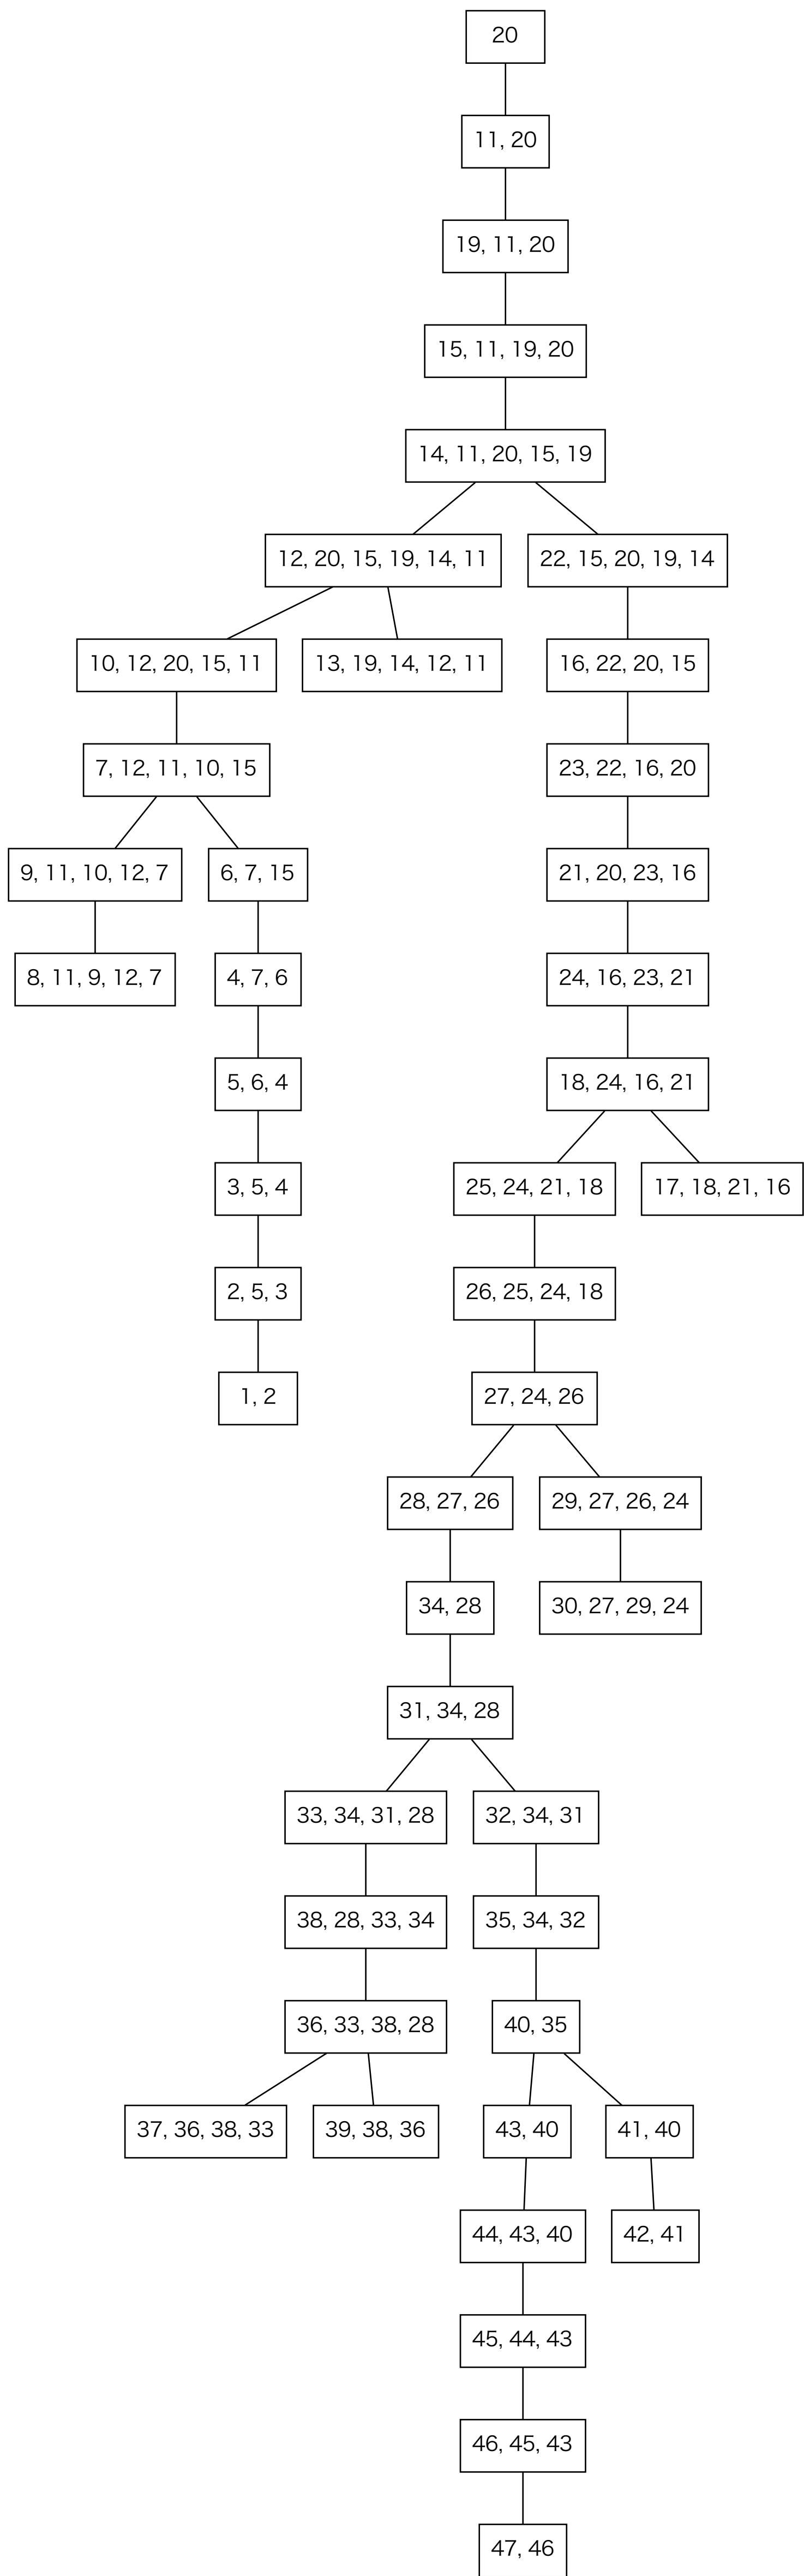 20
11, 20
19, 11, 20
15, 11, 19, 20
14, 11, 20, 15, 19
12, 20, 15, 19, 14, 11
22, 15, 20, 19, 14
10, 12, 20, 15, 11
13, 19, 14, 12, 11
16, 22, 20, 15
7, 12, 11, 10, 15
23, 22, 16, 20
9, 11, 10, 12, 7
6, 7, 15
21, 20, 23, 16
8, 11, 9, 12, 7
4, 7, 6
24, 16, 23, 21
5, 6, 4
18, 24, 16, 21
3, 5, 4
25, 24, 21, 18
17, 18, 21, 16
2, 5, 3
26, 25, 24, 18
1, 2
27, 24, 26
28, 27, 26
29, 27, 26, 24
34, 28
30, 27, 29, 24
31, 34, 28
33, 34, 31, 28
32, 34, 31
38, 28, 33, 34
35, 34, 32
36, 33, 38, 28
40, 35
37, 36, 38, 33
39, 38, 36
43, 40
41, 40
44, 43, 40
42, 41
45, 44, 43
46, 45, 43
47, 46